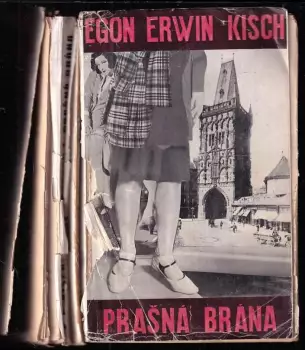 EGON ERWIN KISCH
PRAŠNÁ BRÁNA